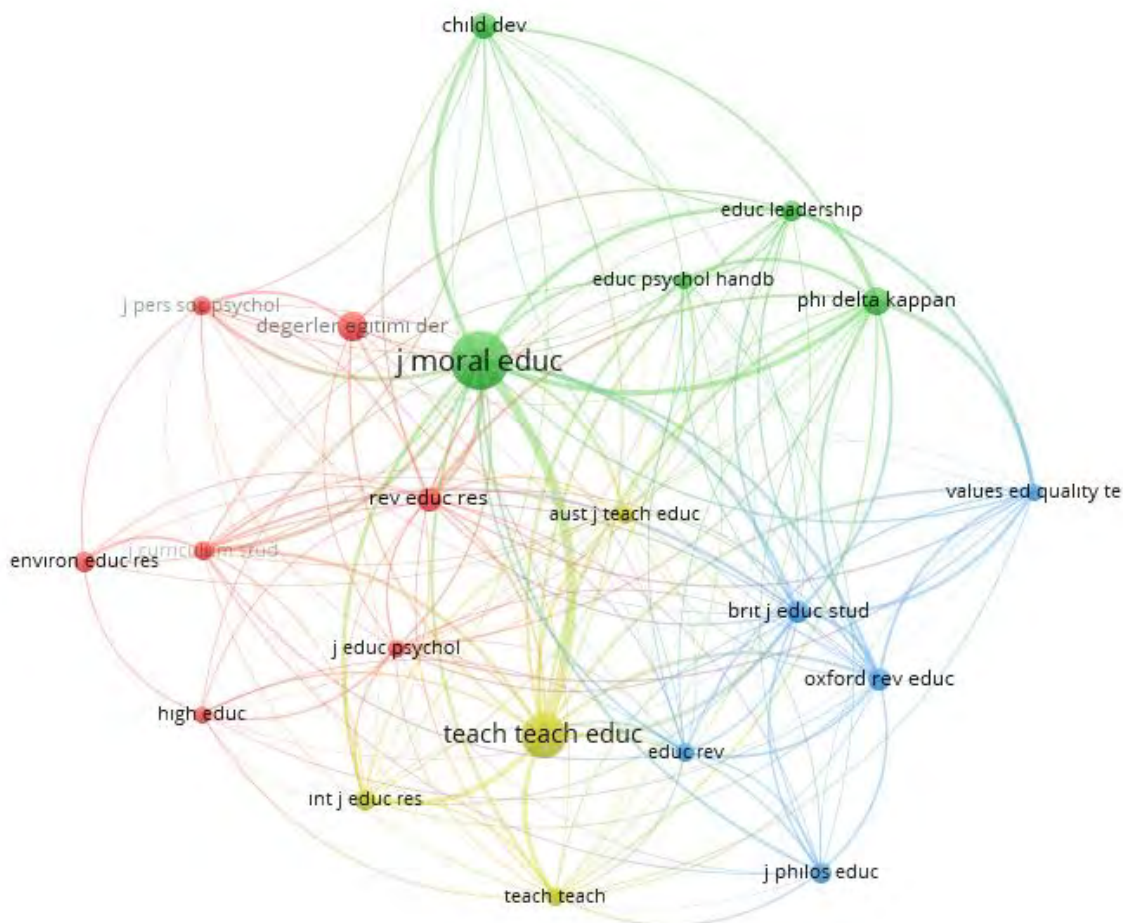 child dev
educ leadership
educ psychol handb
phi delta kappan
j pers soc psychol
degerler egitimi der
j moral educ
rev educ res
aust j teach educ
values ed quality te
environ educ res
j curriculum stud
brit j educ stud
j educ psychol
oxford rev educ
high educ
teach teach educ
educ rev
int j educ res
j philos educ
teach teach